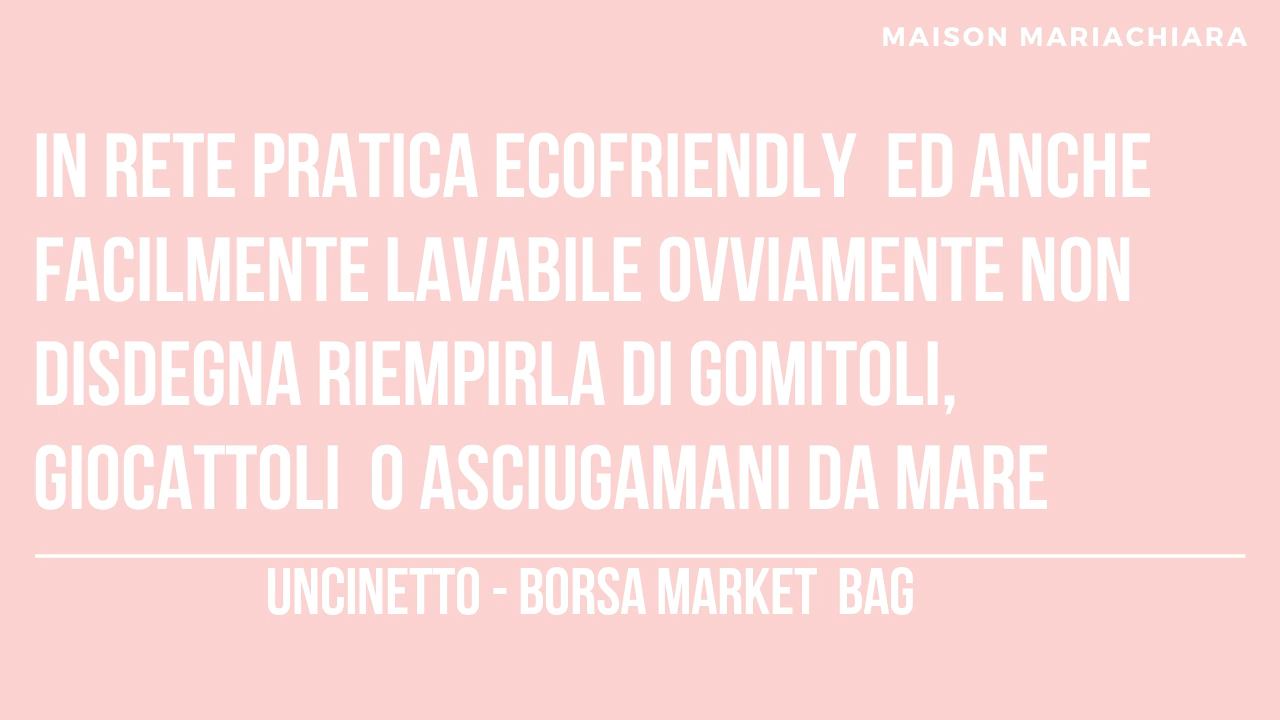 MAISON MARIACHIARA
IN RETE PRATICA ECOFRIENDLY ED ANCHE
FACILMENTE LAVABILE OVVIAMENTE NON
DISDEGNA RIEMPIRLA DI GOMITOLI,
GIOCATTOLI O ASCIUGAMANI DA MARE
UNCINETTO - BORSA MARKET BAG